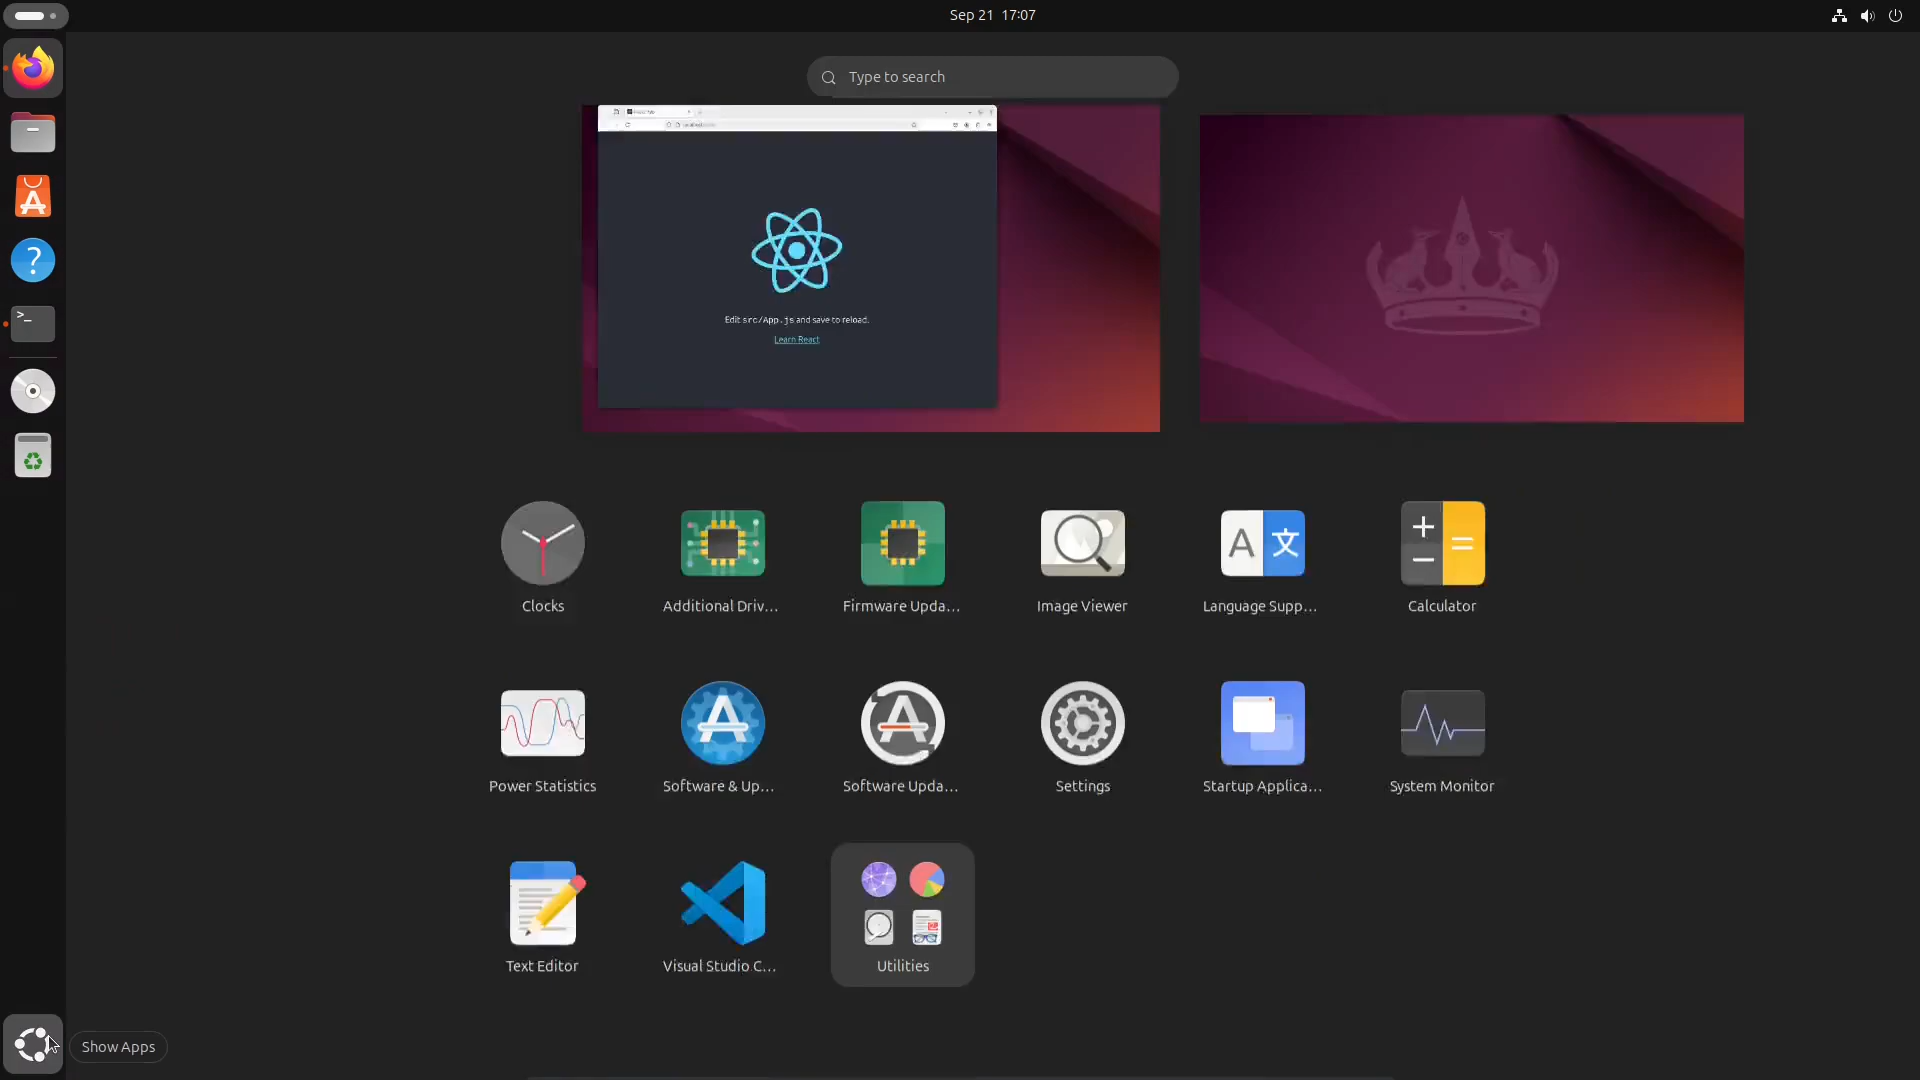 Sep 21 17:07
Type to search
Edit src/App.js and save to reload.
Learn React
Clocks
Additional Driv...
Firmware Upda...
Image Viewer
Language Supp...
Calculator
Power Statistics
Software & Up...
Software Upda...
Settings
Startup Applica...
System Monitor
Text Editor
Visual Studio C...
Utilities
Show Apps